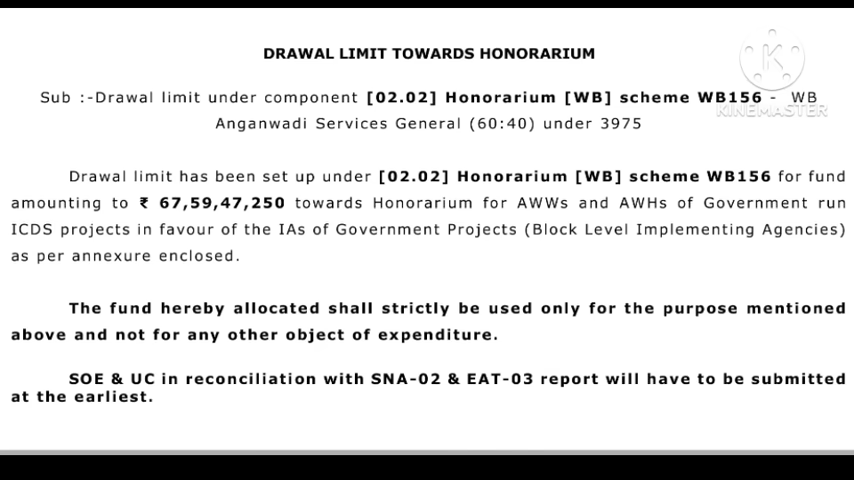 DRAWAL LIMIT TOWARDS HONORARIUM
Sub :-Drawal limit under component [02.02] Honorarium [WB] scheme WB156 - WB
Anganwadi Services General (60:40) under 3975
Drawal limit has been set up under [02.02] Honorarium [WB] scheme WB156 for fund
amounting to ₹ 67,59,47,250 towards Honorarium for AWWs and AWHs of Government run
ICDS projects in favour of the IAs of Government Projects (Block Level Implementing Agencies)
as per annexure enclosed.
The fund hereby allocated shall strictly be used only for the purpose mentioned
above and not for any other object of expenditure.
SOE & UC in reconciliation with SNA-02 & EAT-03 report will have to be submitted
at the earliest.
K
KINEMASTER